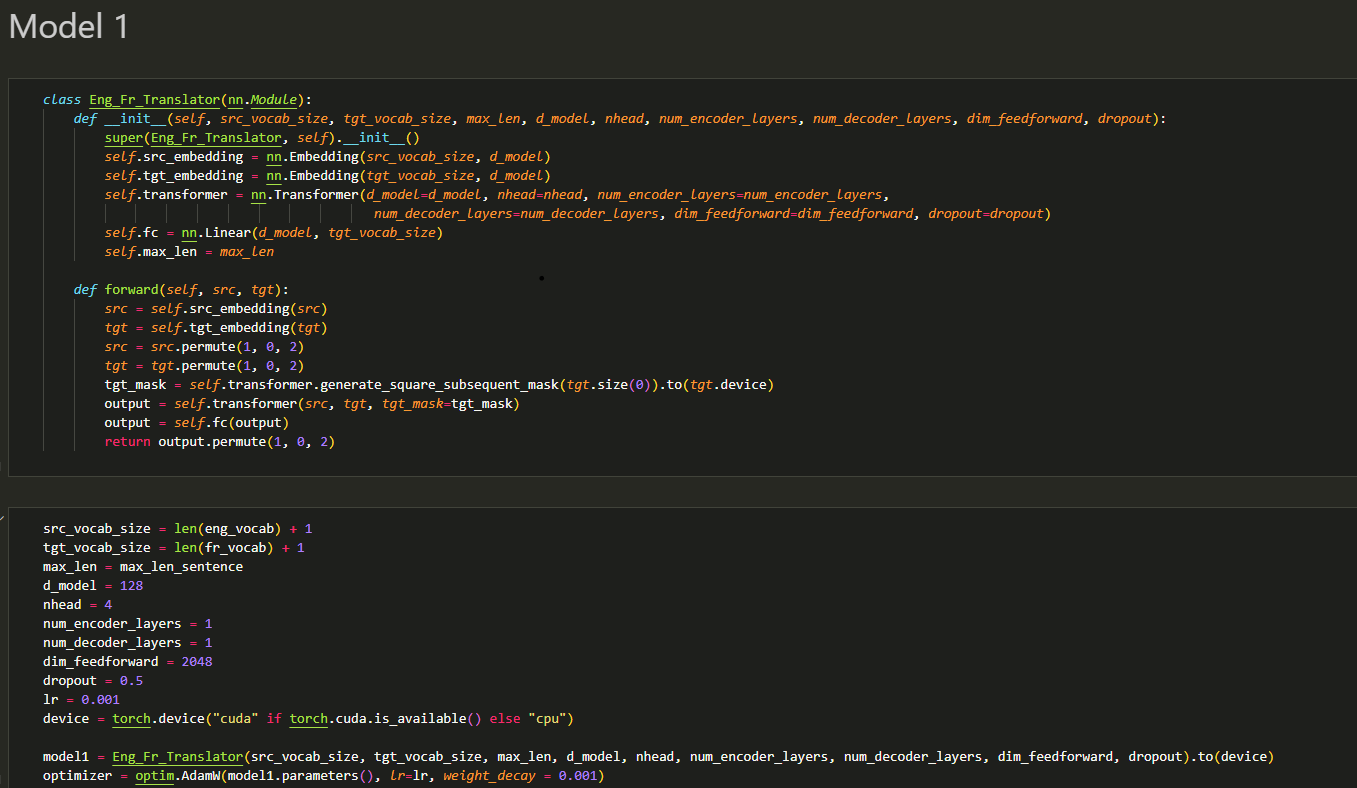 Model 1
class Eng_Fr_Translator(nn.Module):
def __init__(self, src_vocab_size, tgt_vocab_size, max_len, d_model, nhead, num_encoder_layers, num_decoder_layers, dim_feedforward, dropout):
super(Eng_Fr_Translator, self).__init__()
self.src_embedding = nn.Embedding(src_vocab_size, d_model)
self.tgt_embedding = nn.Embedding(tgt_vocab_size, d_model)
self.transformer = nn.Transformer(d_model=d_model, nhead=nhead, num_encoder_layers=num_encoder_layers,
num_decoder_layers=num_decoder_layers, dim_feedforward=dim_feedforward, dropout=dropout)
self.fc = nn.Linear(d_model, tgt_vocab_size)
self.max_len = max_len
def forward(self, src, tgt):
src = self.src_embedding(src)
tgt = self.tgt_embedding(tgt)
src = src.permute(1, 0, 2)
tgt = tgt.permute(1, 0, 2)
tgt_mask = self.transformer.generate_square_subsequent_mask(tgt.size(0)).to(tgt.device)
output = self.transformer(src, tgt, tgt_mask=tgt_mask)
output = self.fc(output)
return output.permute(1, 0, 2)
src_vocab_size = len(eng_vocab) + 1
tgt_vocab_size = len(fr_vocab) + 1
max_len = max_len_sentence
d_model = 128
nhead = 4
num_encoder_layers = 1
num_decoder_layers = 1
dim_feedforward = 2048
dropout = 0.5
lr = 0.001
device = torch.device("cuda" if torch.cuda.is_available() else "cpu")
model1 = Eng_Fr_Translator(src_vocab_size, tgt_vocab_size, max_len, d_model, nhead, num_encoder_layers, num_decoder_layers, dim_feedforward, dropout).to(device)
optimizer = optim.AdamW(model1.parameters(), lr=lr, weight_decay = 0.001)